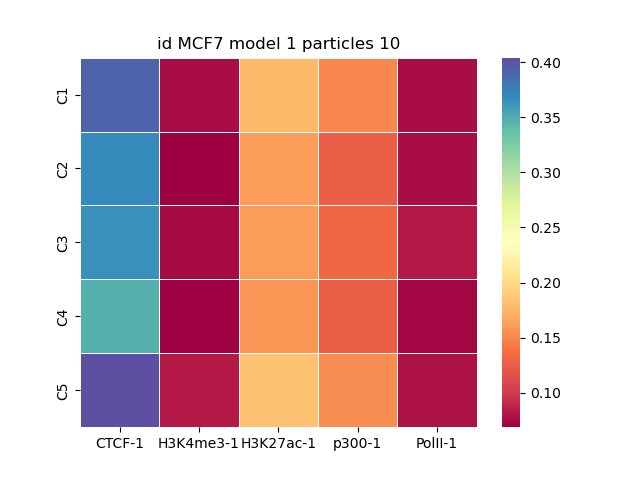 id MCF7 model 1 particles 10
C1
C2
C3
C4
C5
CTCF-1 H3K4me3-1 H3K27ac-1 p300-1 PolII-1
0.40
0.35
0.30
0.25
0.20
0.15
0.10